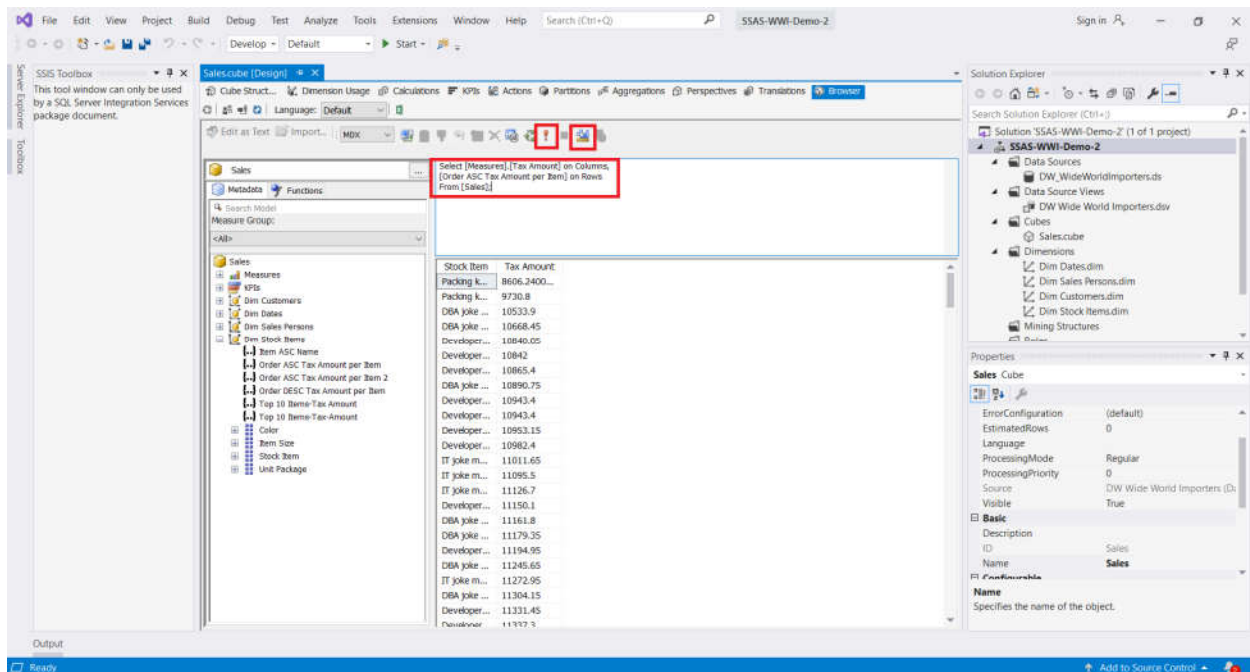 File Edit View Project Build Debug Test Analyze Tools Extensions Window Help Search (Ctrl+Q) SSAS-WWI-Demo-2 Sign in
Develop Default Start
Server Explorer
Toolbox
SSIS Toolbox
This tool window can only be used
by a SQL Server Integration Services
package document.
Sales.cube [Design]
Cube Struct... Dimension Usage Calculations KPIs Actions Partitions Aggregations Perspectives Translations Browser
Language: Default
Edit as Text Import... MDX
Sales ...
Metadata Functions
Search Model
Measure Group:
<All>
Sales
Measures
KPIs
Dim Customers
Dim Dates
Dim Sales Persons
Dim Stock Items
Item ASC Name
Order ASC Tax Amount per Item
Order ASC Tax Amount per Item 2
Order DESC Tax Amount per Item
Top 10 Items-Tax Amount
Top 10 Items-Tax-Amount
Color
Item Size
Stock Item
Unit Package
Select [Measures].[Tax Amount] on Columns,
[Order ASC Tax Amount per Item] on Rows
From [Sales];
Stock Item Tax Amount
Packing k... 8606.2400...
Packing k... 9730.8
DBA joke ... 10533.9
DBA joke ... 10668.45
Developer... 10840.05
Developer... 10842
Developer... 10865.4
DBA joke ... 10890.75
Developer... 10943.4
Developer... 10943.4
Developer... 10953.15
Developer... 10982.4
IT joke m... 11011.65
IT joke m... 11095.5
IT joke m... 11126.7
Developer... 11150.1
DBA joke ... 11161.8
DBA joke ... 11179.35
Developer... 11194.95
DBA joke ... 11245.65
IT joke m... 11272.95
DBA joke ... 11304.15
Developer... 11331.45
Developer 11337.3
Solution Explorer
Search Solution Explorer (Ctrl+;)
Solution 'SSAS-WWI-Demo-2' (1 of 1 project)
SSAS-WWI-Demo-2
Data Sources
DW_WideWorldImporters.ds
Data Source Views
DW Wide World Importers.dsv
Cubes
Sales.cube
Dimensions
Dim Dates.dim
Dim Sales Persons.dim
Dim Customers.dim
Dim Stock Items.dim
Mining Structures
Roles
Properties
Sales Cube
ErrorConfiguration (default)
EstimatedRows 0
Language
ProcessingMode Regular
ProcessingPriority 0
Source DW Wide World Importers (Da
Visible True
Basic
Description
ID Sales
Name Sales
Configurable
Name
Specifies the name of the object.
Output
Ready Add to Source Control